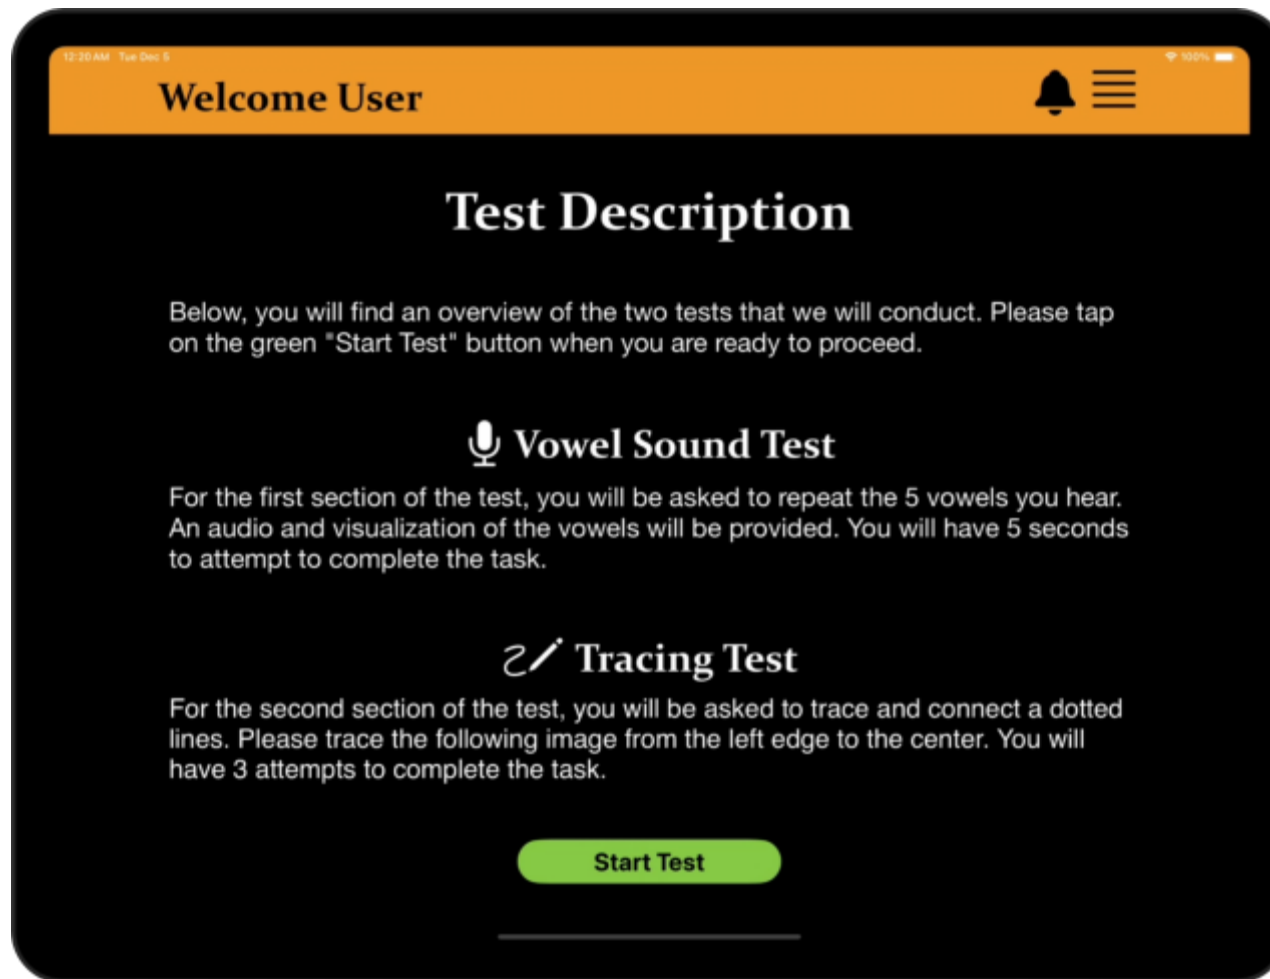 12:20 AM Tue Dec 5
100%
Welcome User
Test Description
Below, you will find an overview of the two tests that we will conduct. Please tap
on the green "Start Test" button when you are ready to proceed.
Vowel Sound Test
For the first section of the test, you will be asked to repeat the 5 vowels you hear.
An audio and visualization of the vowels will be provided. You will have 5 seconds
to attempt to complete the task.
Tracing Test
For the second section of the test, you will be asked to trace and connect a dotted
lines. Please trace the following image from the left edge to the center. You will
have 3 attempts to complete the task.
Start Test